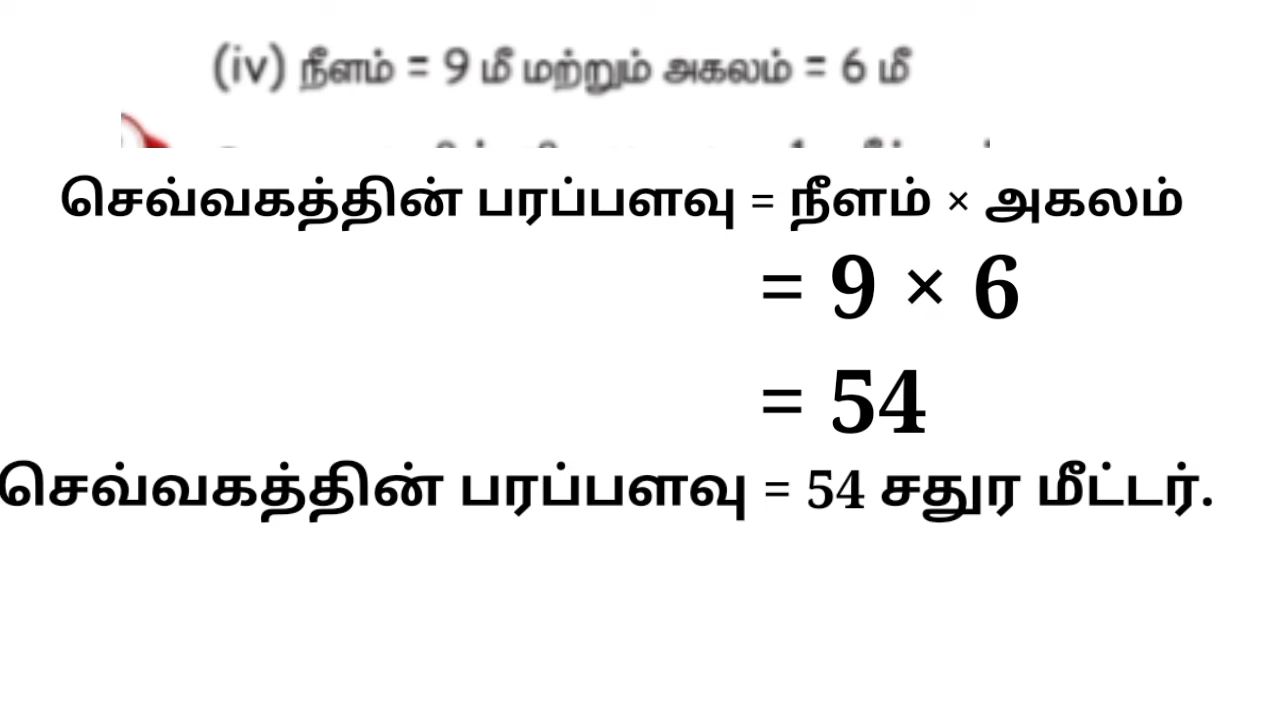 (iv) நீளம் = 9 மீ மற்றும் அகலம் = 6 மீ
செவ்வகத்தின் பரப்பளவு = நீளம் × அகலம்
= 9 × 6
= 54
செவ்வகத்தின் பரப்பளவு = 54 சதுர மீட்டர்.